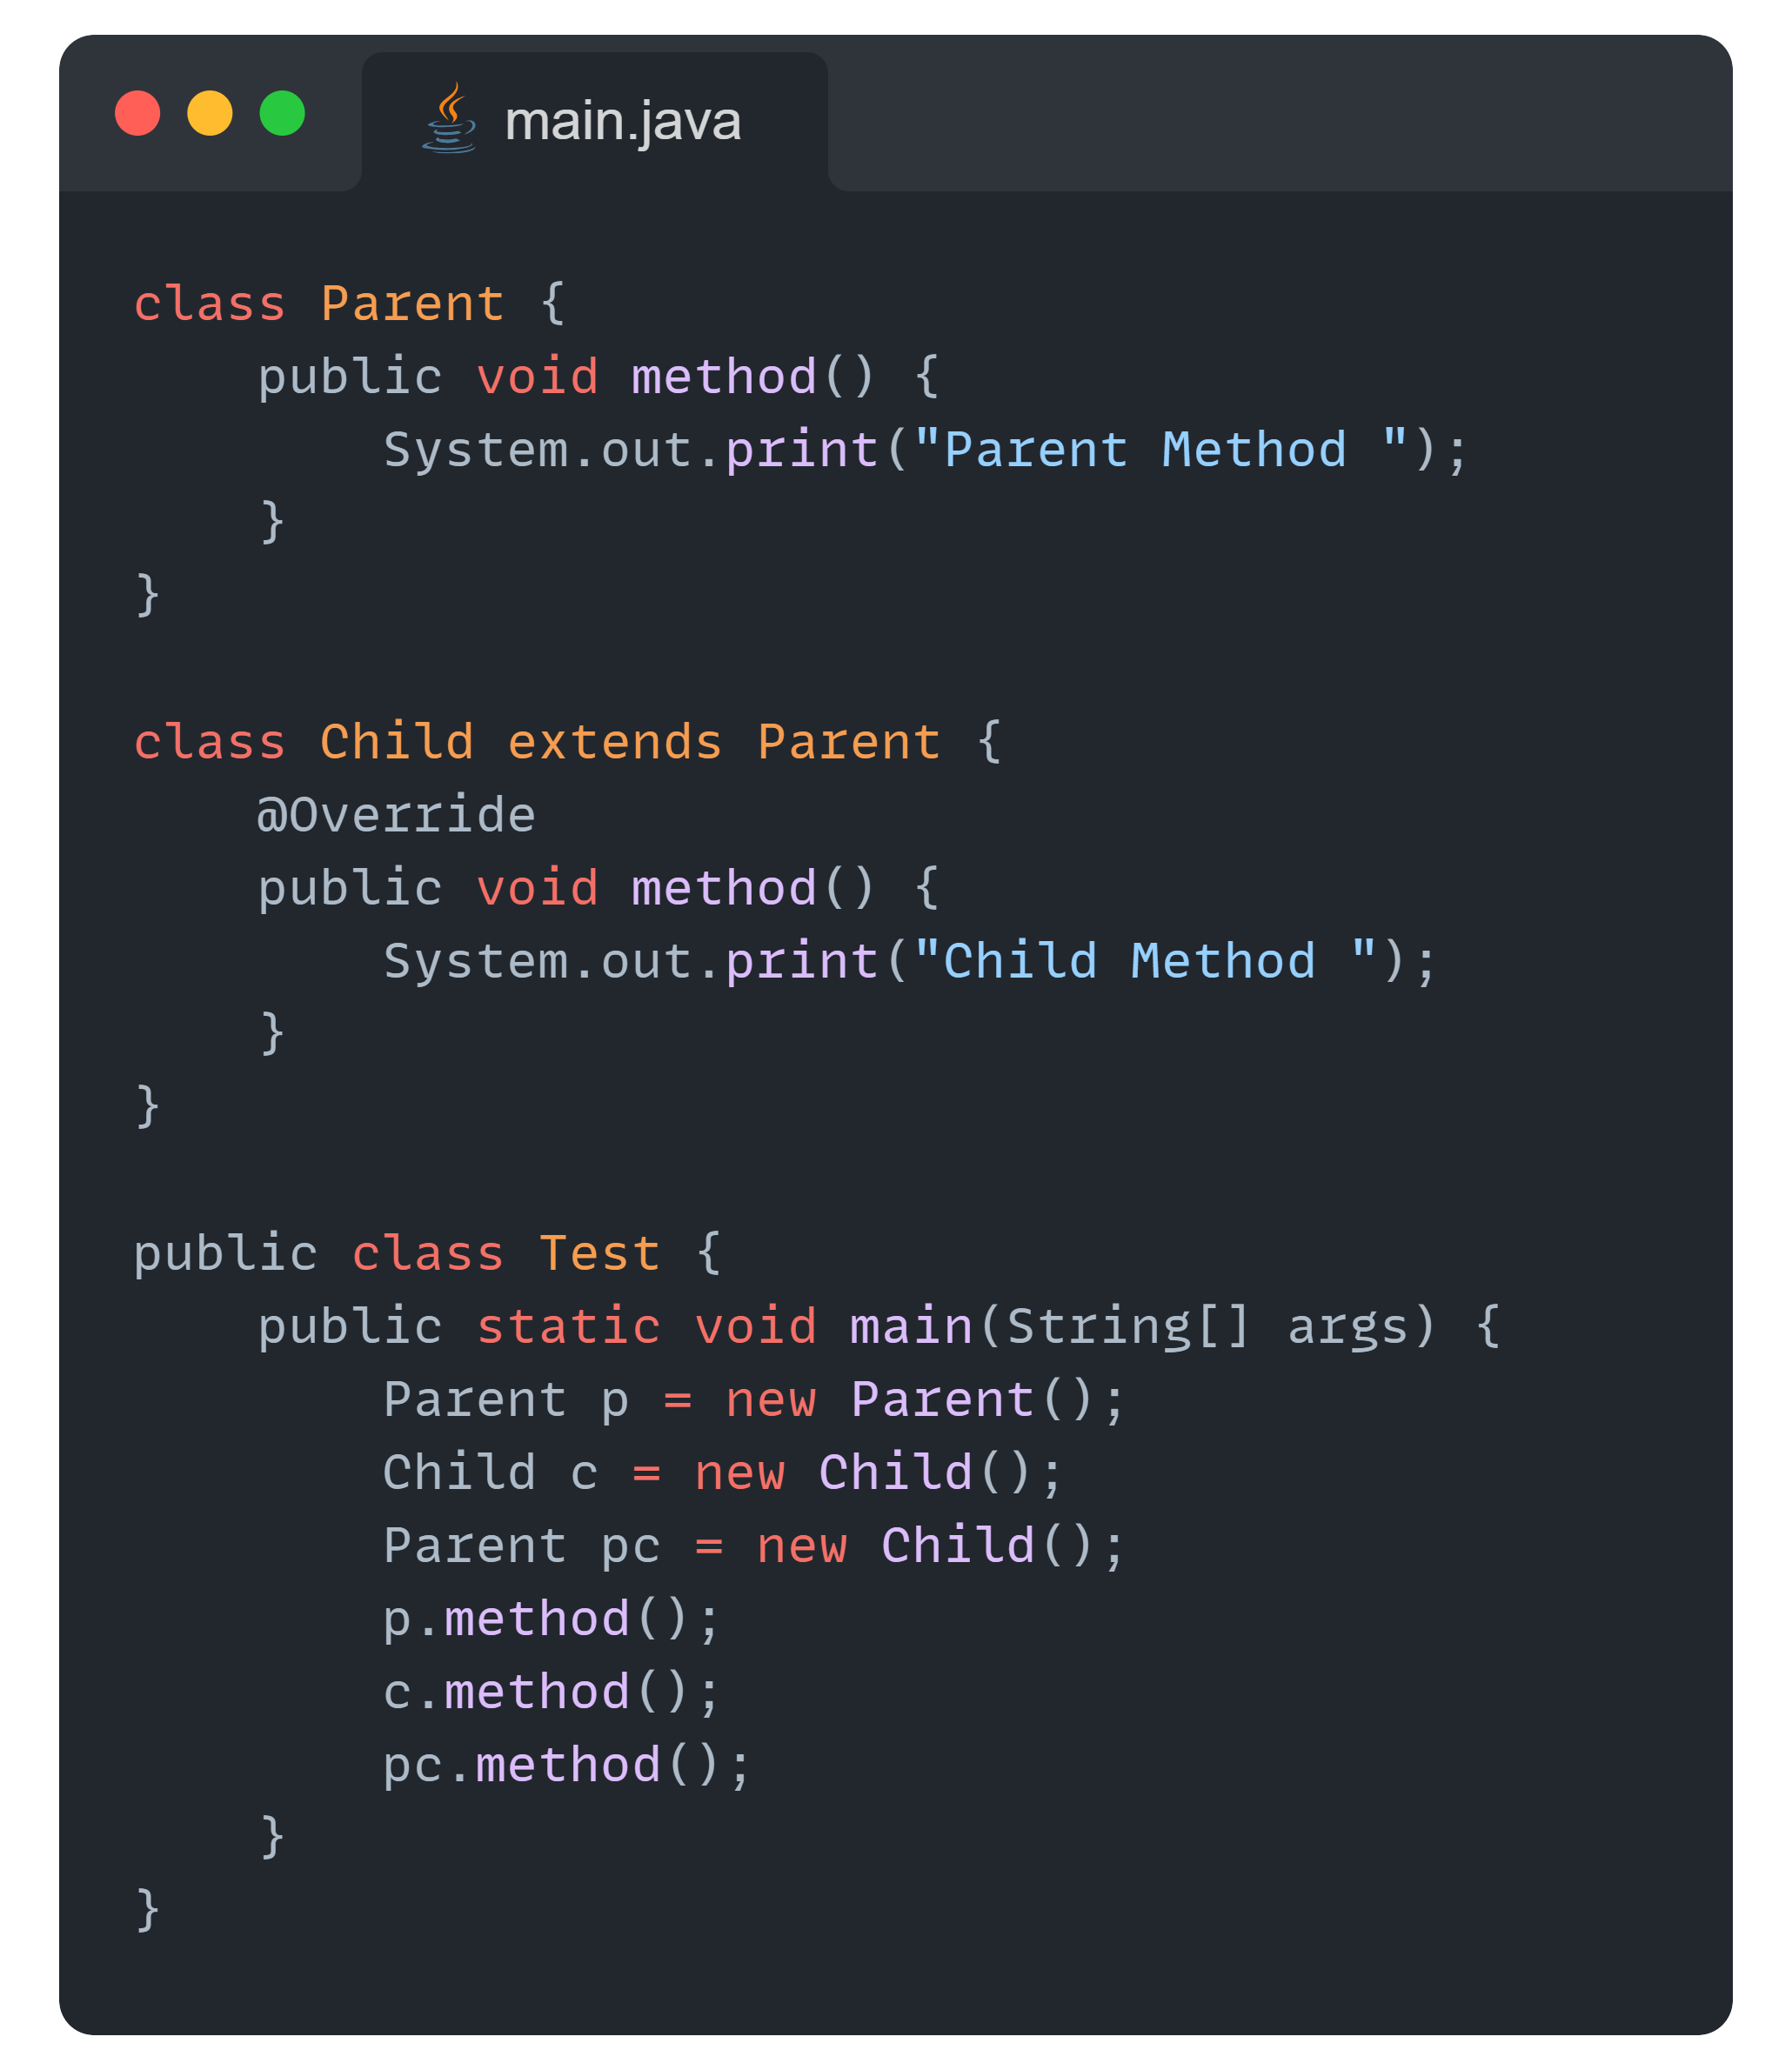 main.java
class Parent {
    public void method() {
        System.out.print("Parent Method ");
    }
}

class Child extends Parent {
    @Override
    public void method() {
        System.out.print("Child Method ");
    }
}

public class Test {
    public static void main(String[] args) {
        Parent p = new Parent();
        Child c = new Child();
        Parent pc = new Child();
        p.method();
        c.method();
        pc.method();
    }
}